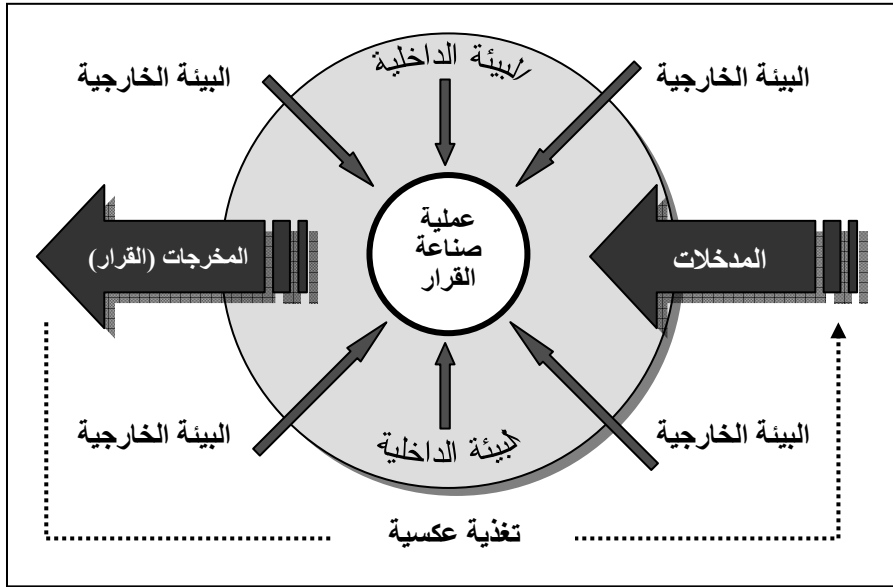 البيئة الداخلية
البيئة الخارجية
البيئة الخارجية
عملية
صناعة
القرار
المدخلات
المخرجات (القرار)
البيئة الخارجية
البيئة الخارجية
البيئة الداخلية
تغذية عكسية